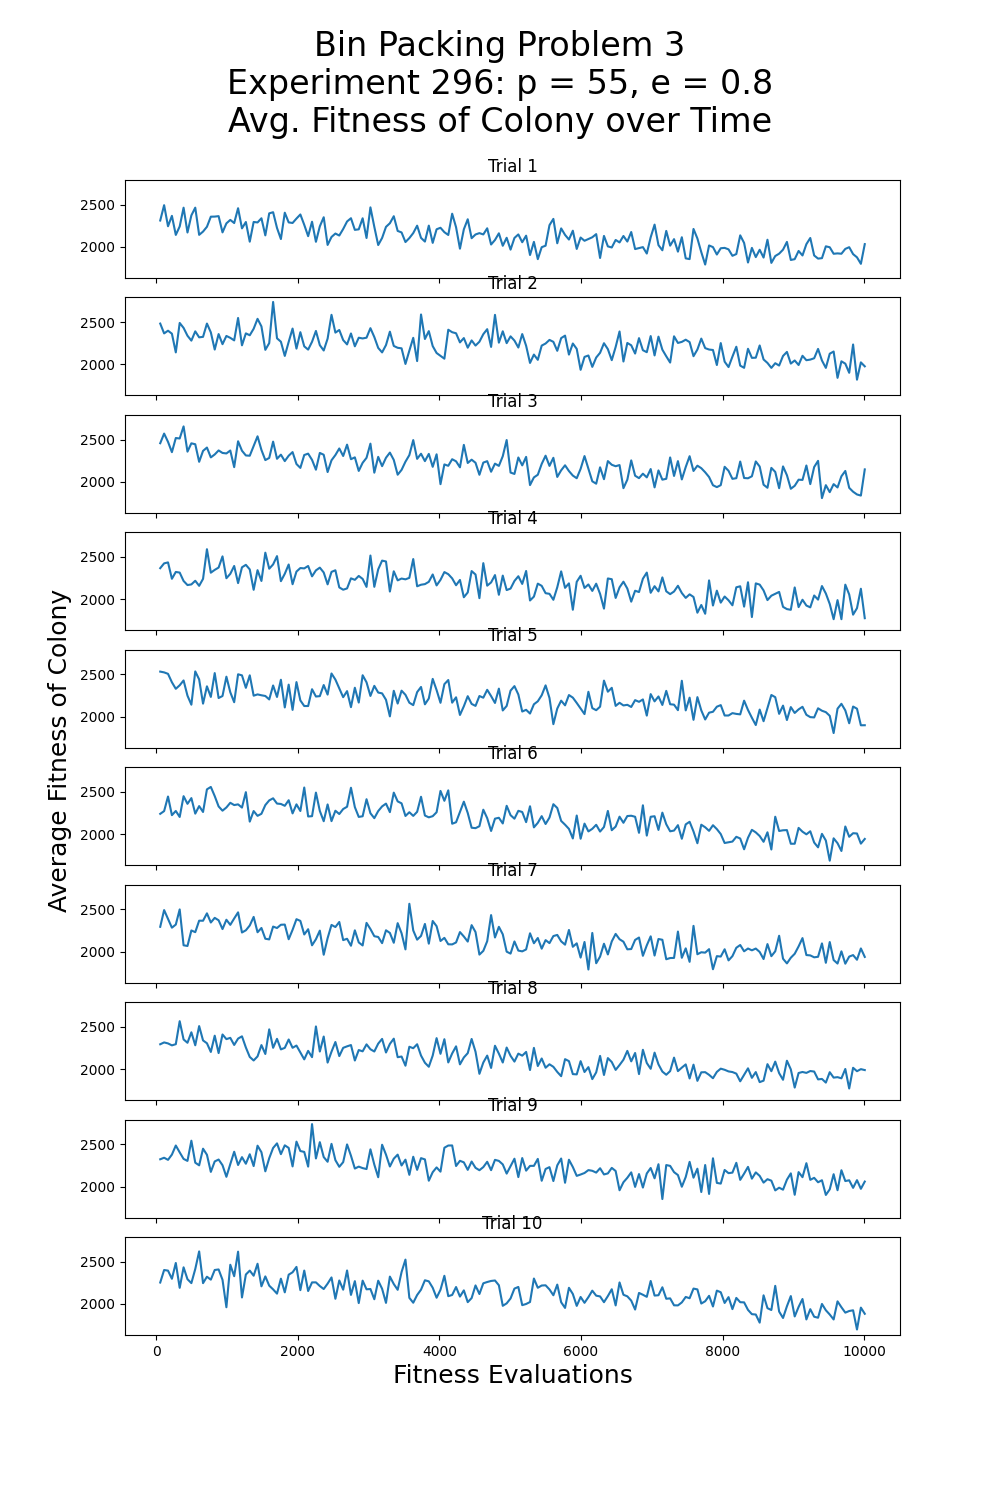 Bin Packing Problem 3
Experiment 296: p = 55, e = 0.8
Avg. Fitness of Colony over Time
Trial 1
2500
2000
Trial 2
2500
2000
Trial 3
2500
2000
Trial 4
2500
2000
Trial 5
2500
2000
Trial 6
2500
2000
Trial 7
2500
2000
Trial 8
2500
2000
Trial 9
2500
2000
Trial 10
2500
2000
0 2000 4000 6000 8000 10000
Fitness Evaluations
Average Fitness of Colony